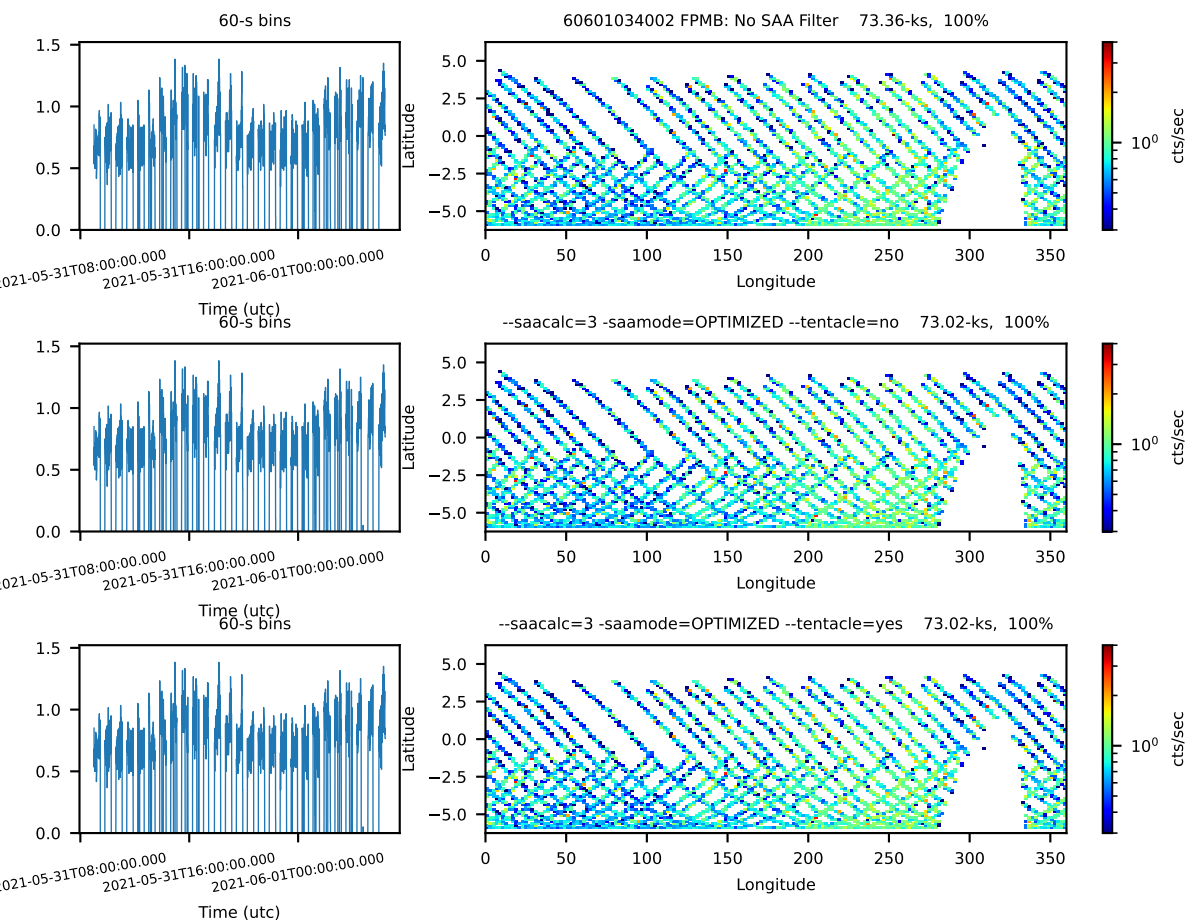 60-s bins
60601034002 FPMB: No SAA Filter 73.36-ks, 100%
1.5
1.0
0.5
0.0
Latitude
5.0
2.5
0.0
−2.5
−5.0
10⁰
cts/sec
2021-05-31T08:00:00.000
2021-05-31T16:00:00.000
2021-06-01T00:00:00.000
Time (utc)
0 50 100 150 200 250 300 350
Longitude
60-s bins
--saacalc=3 -saamode=OPTIMIZED --tentacle=no 73.02-ks, 100%
1.5
1.0
0.5
0.0
Latitude
5.0
2.5
0.0
−2.5
−5.0
10⁰
cts/sec
2021-05-31T08:00:00.000
2021-05-31T16:00:00.000
2021-06-01T00:00:00.000
Time (utc)
0 50 100 150 200 250 300 350
Longitude
60-s bins
--saacalc=3 -saamode=OPTIMIZED --tentacle=yes 73.02-ks, 100%
1.5
1.0
0.5
0.0
Latitude
5.0
2.5
0.0
−2.5
−5.0
10⁰
cts/sec
2021-05-31T08:00:00.000
2021-05-31T16:00:00.000
2021-06-01T00:00:00.000
Time (utc)
0 50 100 150 200 250 300 350
Longitude